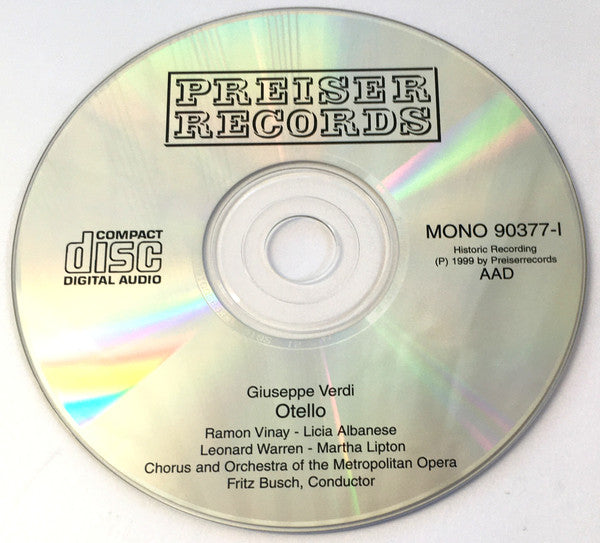 PREISER
RECORDS
COMPACT
disc
DIGITAL AUDIO
MONO 90377-I
Historic Recording
(P) 1999 by Preiserrecords
AAD
Giuseppe Verdi
Otello
Ramon Vinay - Licia Albanese
Leonard Warren - Martha Lipton
Chorus and Orchestra of the Metropolitan Opera
Fritz Busch, Conductor